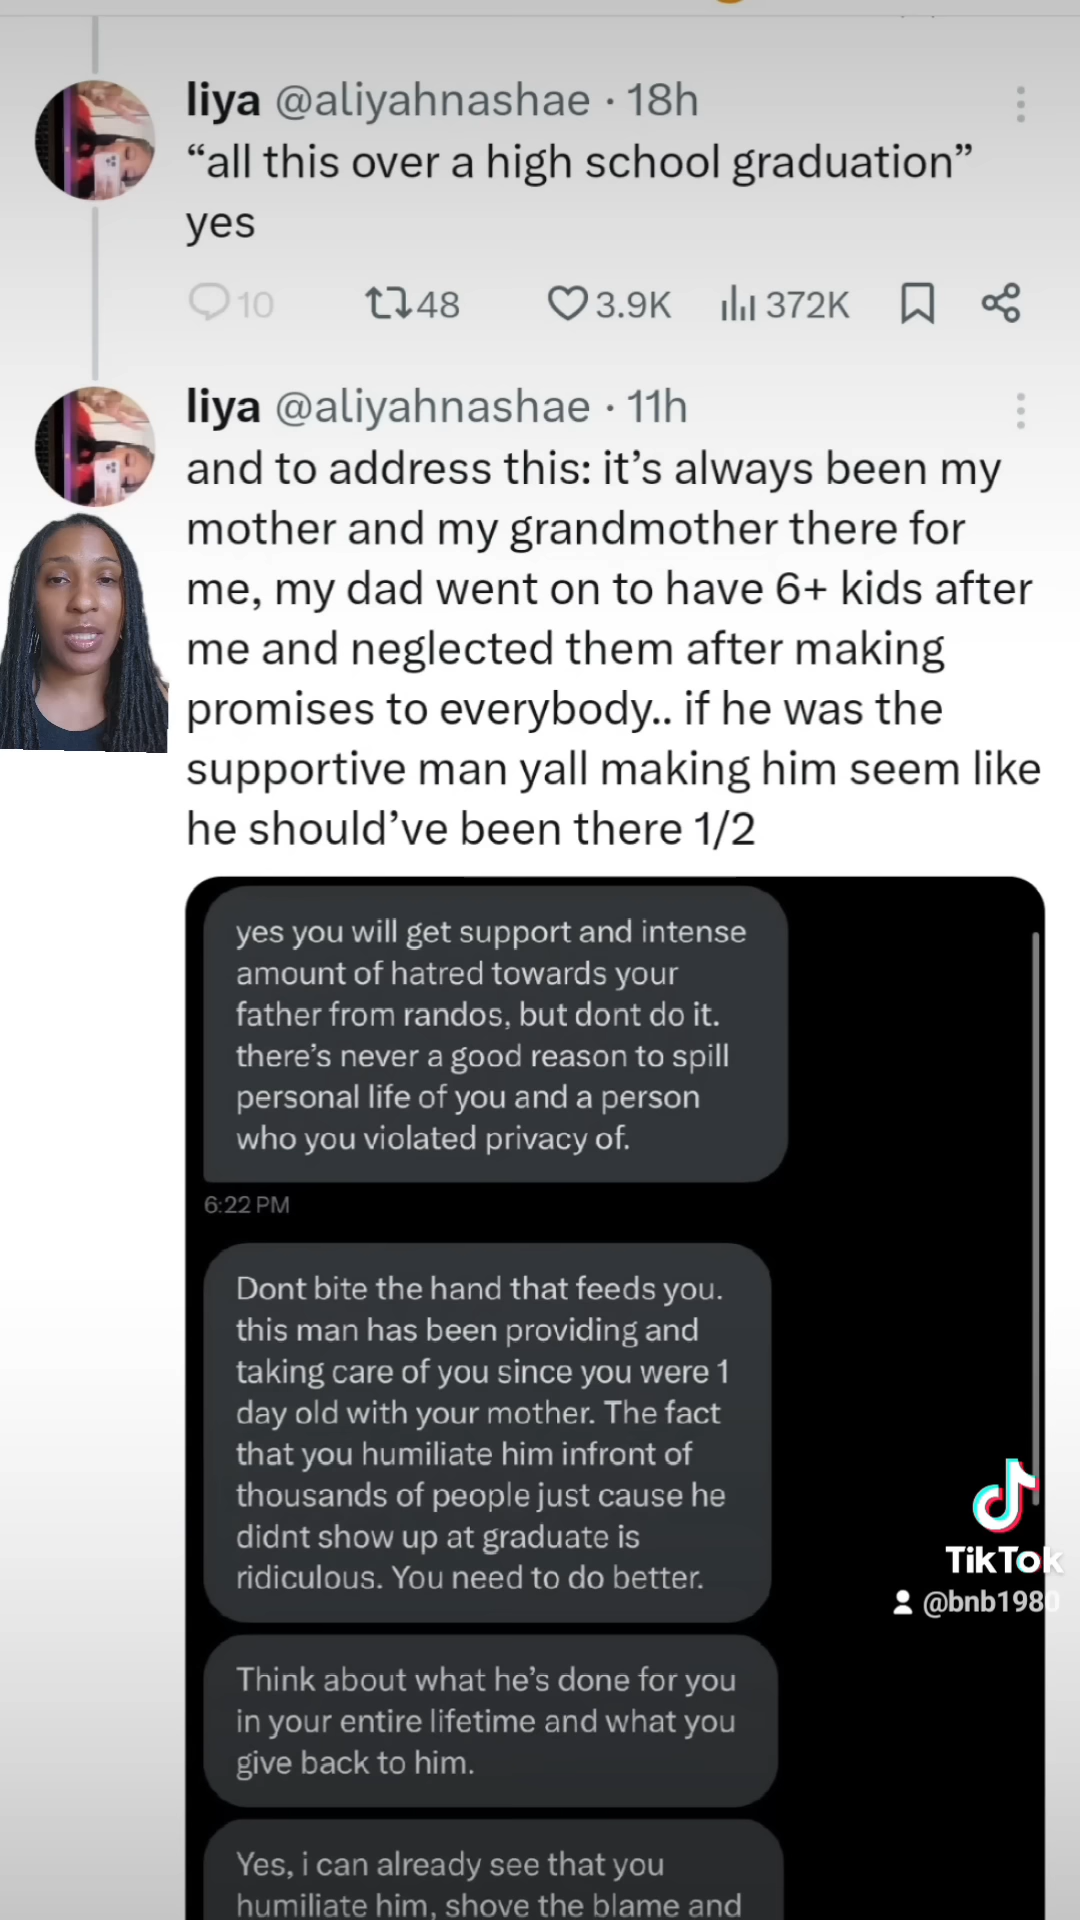 liya @aliyahnashae · 18h
“all this over a high school graduation”
yes
10 48 3.9K 372K
liya @aliyahnashae · 11h
and to address this: it’s always been my
mother and my grandmother there for
me, my dad went on to have 6+ kids after
me and neglected them after making
promises to everybody.. if he was the
supportive man yall making him seem like
he should’ve been there 1/2
yes you will get support and intense
amount of hatred towards your
father from randos, but dont do it.
there’s never a good reason to spill
personal life of you and a person
who you violated privacy of.
6:22 PM
Dont bite the hand that feeds you.
this man has been providing and
taking care of you since you were 1
day old with your mother. The fact
that you humiliate him infront of
thousands of people just cause he
didnt show up at graduate is
ridiculous. You need to do better.
TikTok
@bnb1980
Think about what he’s done for you
in your entire lifetime and what you
give back to him.
Yes, i can already see that you
humiliate him, shove the blame and